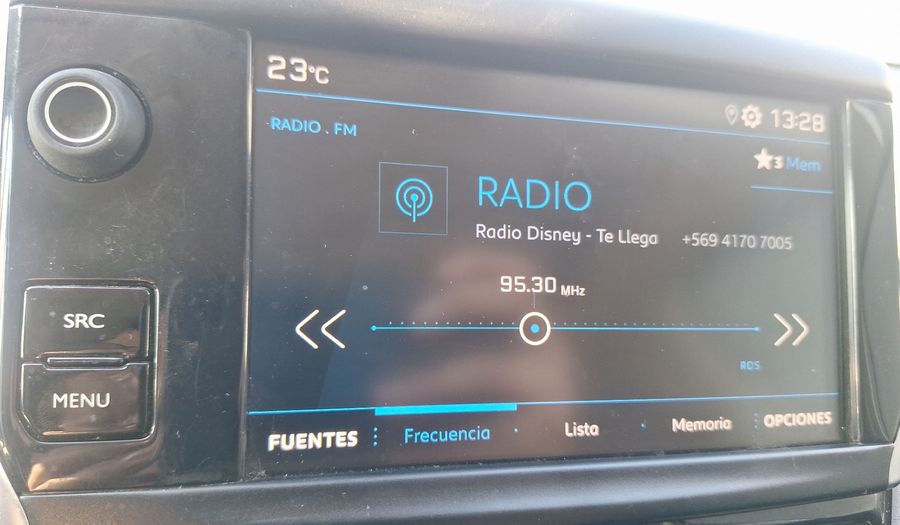 23°C
13:28
RADIO . FM
3 Mem
RADIO
Radio Disney - Te Llega +569 4170 7005
95.30 MHz
SRC
RDS
MENU
FUENTES Frecuencia Lista Memoria OPCIONES